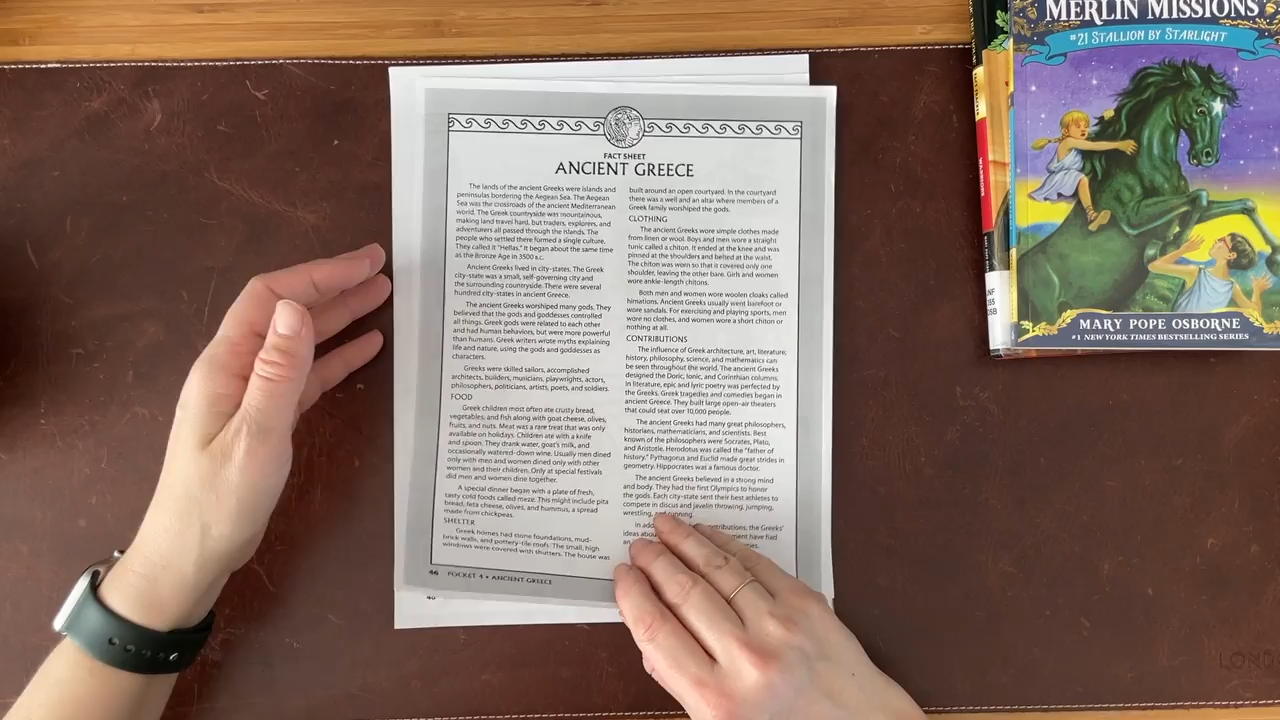 MERLIN MISSIONS
#21 STALLION BY STARLIGHT
MARY POPE OSBORNE
#1 NEW YORK TIMES BESTSELLING SERIES
FACT SHEET
ANCIENT GREECE
The lands of the ancient Greeks were islands and
peninsulas bordering the Aegean Sea. The Aegean
Sea was the crossroads of the ancient Mediterranean
world. The Greek countryside was mountainous,
making land travel hard, but traders, explorers, and
adventurers all passed through the islands. The
people who settled there formed a single culture.
They called it "Hellas." It began about the same time
as the Bronze Age in 3500 B.C.
Ancient Greeks lived in city-states. The Greek
city-state was a small, self-governing city and
the surrounding countryside. There were several
hundred city-states in ancient Greece.
The ancient Greeks worshiped many gods. They
believed that the gods and goddesses controlled
all things. Greek gods were related to each other
and had human behaviors, but were more powerful
than humans. Greek writers wrote myths explaining
life and nature, using the gods and goddesses as
characters.
Greeks were skilled sailors, accomplished
architects, builders, musicians, playwrights, actors,
philosophers, politicians, artists, poets, and soldiers.
FOOD
Greek children most often ate crusty bread,
vegetables, and fish along with goat cheese, olives,
fruits, and nuts. Meat was a rare treat that was only
available on holidays. Children ate with a knife
and spoon. They drank water, goat's milk, and
occasionally watered-down wine. Usually men dined
only with men and women dined only with other
women and their children. Only at special festivals
did men and women dine together.
A special dinner began with a plate of fresh,
tasty cold foods called meze. This might include pita
bread, feta cheese, olives, and hummus, a spread
made from chickpeas.
SHELTER
Greek homes had stone foundations, mud-
brick walls, and pottery-tile roofs. The small, high
windows were covered with shutters. The house was
built around an open courtyard. In the courtyard
there was a well and an altar where members of a
Greek family worshiped the gods.
CLOTHING
The ancient Greeks wore simple clothes made
from linen or wool. Boys and men wore a straight
tunic called a chiton. It ended at the knee and was
pinned at the shoulders and belted at the waist.
The chiton was worn so that it covered only one
shoulder, leaving the other bare. Girls and women
wore ankle-length chitons.
Both men and women wore woolen cloaks called
himations. Ancient Greeks usually went barefoot or
wore sandals. For exercising and playing sports, men
wore no clothes, and women wore a short chiton or
nothing at all.
CONTRIBUTIONS
The influence of Greek architecture, art, literature,
history, philosophy, science, and mathematics can
be seen throughout the world. The ancient Greeks
designed the Doric, Ionic, and Corinthian columns.
In literature, epic and lyric poetry was perfected by
the Greeks. Greek tragedies and comedies began in
ancient Greece. They built large open-air theaters
that could seat over 10,000 people.
The ancient Greeks had many great philosophers,
historians, mathematicians, and scientists. Best
known of the philosophers were Socrates, Plato,
and Aristotle. Herodotus was called the "father of
history." Pythagoras and Euclid made great strides in
geometry. Hippocrates was a famous doctor.
The ancient Greeks believed in a strong mind
and body. They had the first Olympics to honor
the gods. Each city-state sent their best athletes to
compete in discus and javelin throwing, jumping,
wrestling, and running.
In contributions, the Greeks'
ideas have had
46 POCKET 4 • ANCIENT GREECE